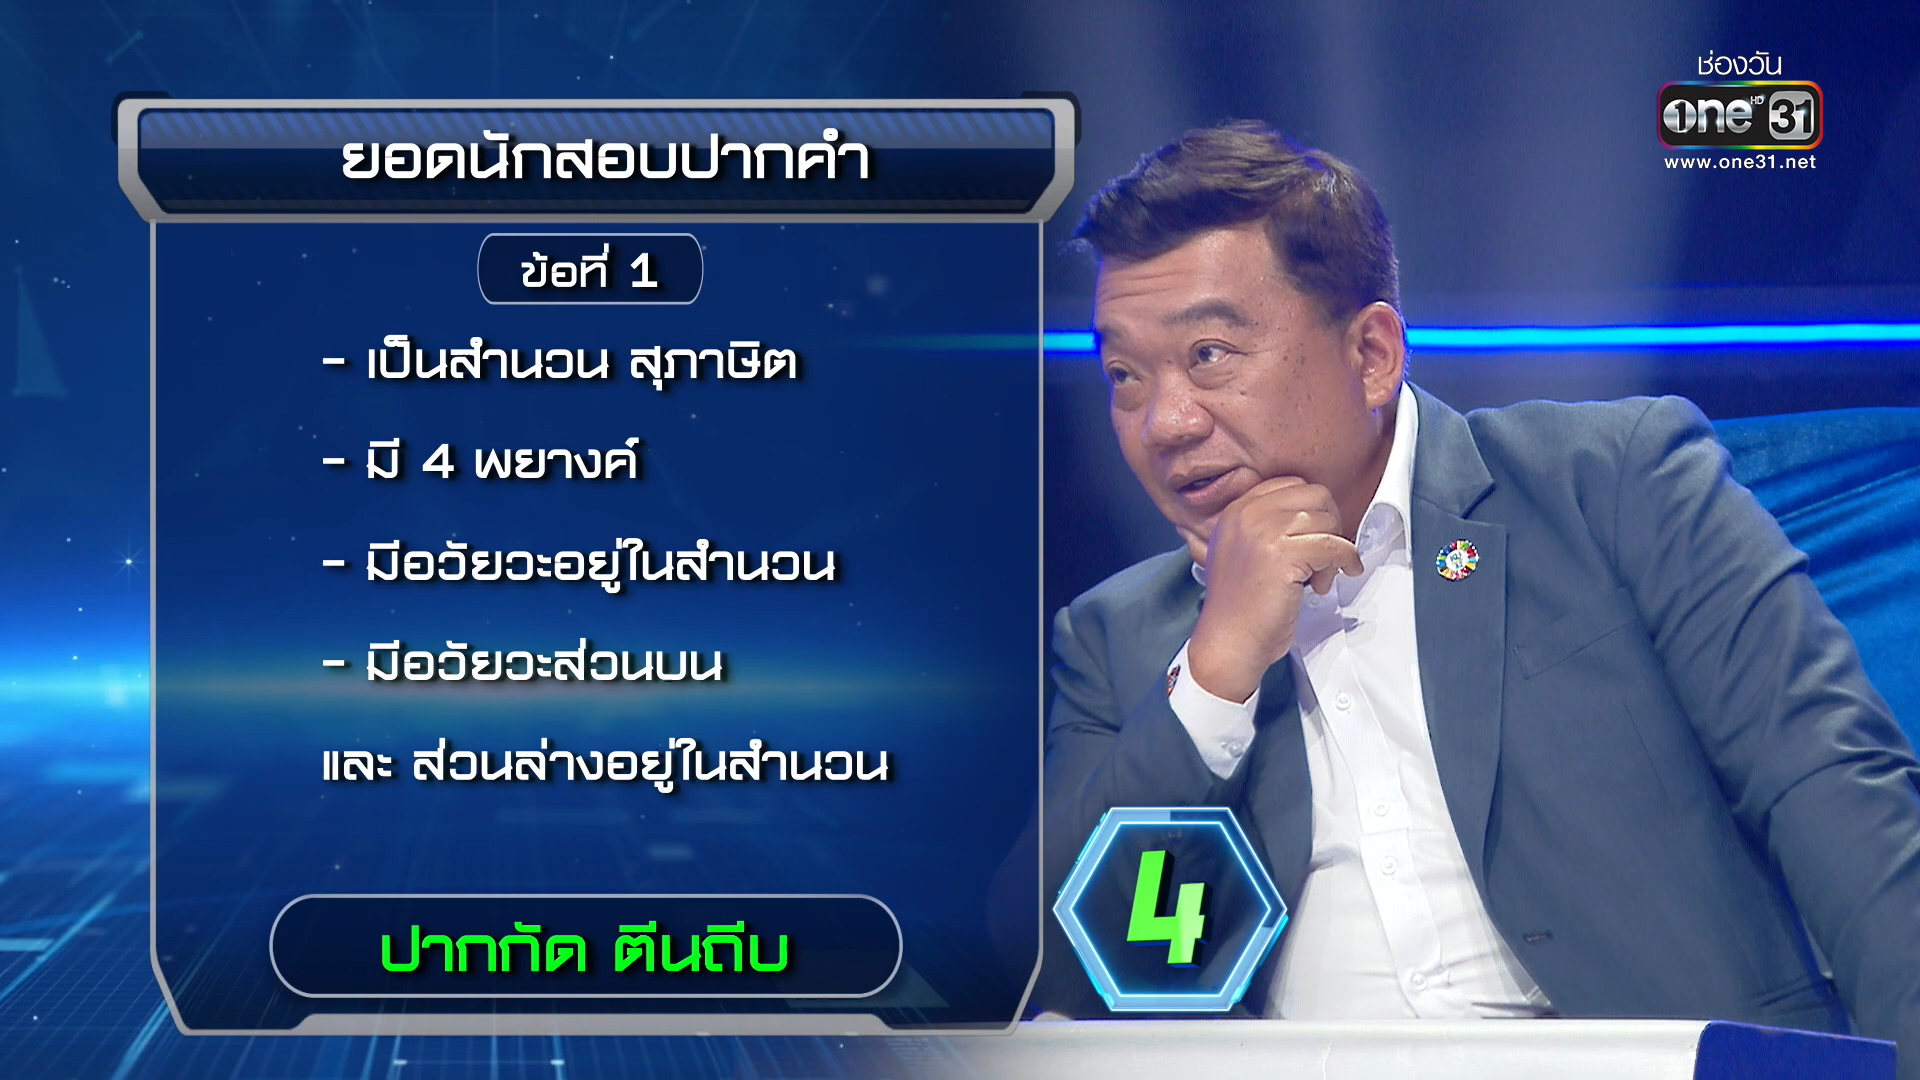 ช่องวัน
one HD 31
www.one31.net
ยอดนักสอบปากคำ
ข้อที่ 1
- เป็นสำนวน สุภาษิต
- มี 4 พยางค์
- มีอวัยวะอยู่ในสำนวน
- มีอวัยวะส่วนบน
และ ส่วนล่างอยู่ในสำนวน
ปากกัด ตีนถีบ
4